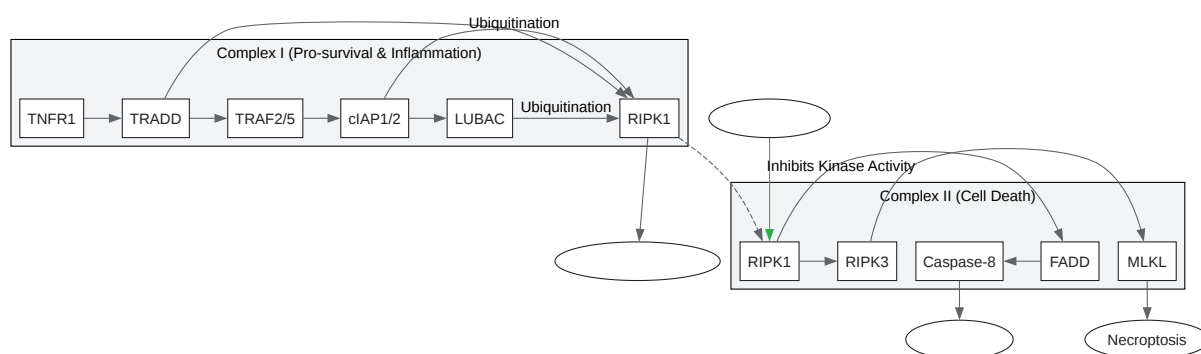 Ubiquitination
Complex I (Pro-survival & Inflammation)
TNFR1
TRADD
TRAF2/5
cIAP1/2
LUBAC
Ubiquitination
RIPK1
Inhibits Kinase Activity
Complex II (Cell Death)
RIPK1
RIPK3
Caspase-8
FADD
MLKL
Necroptosis